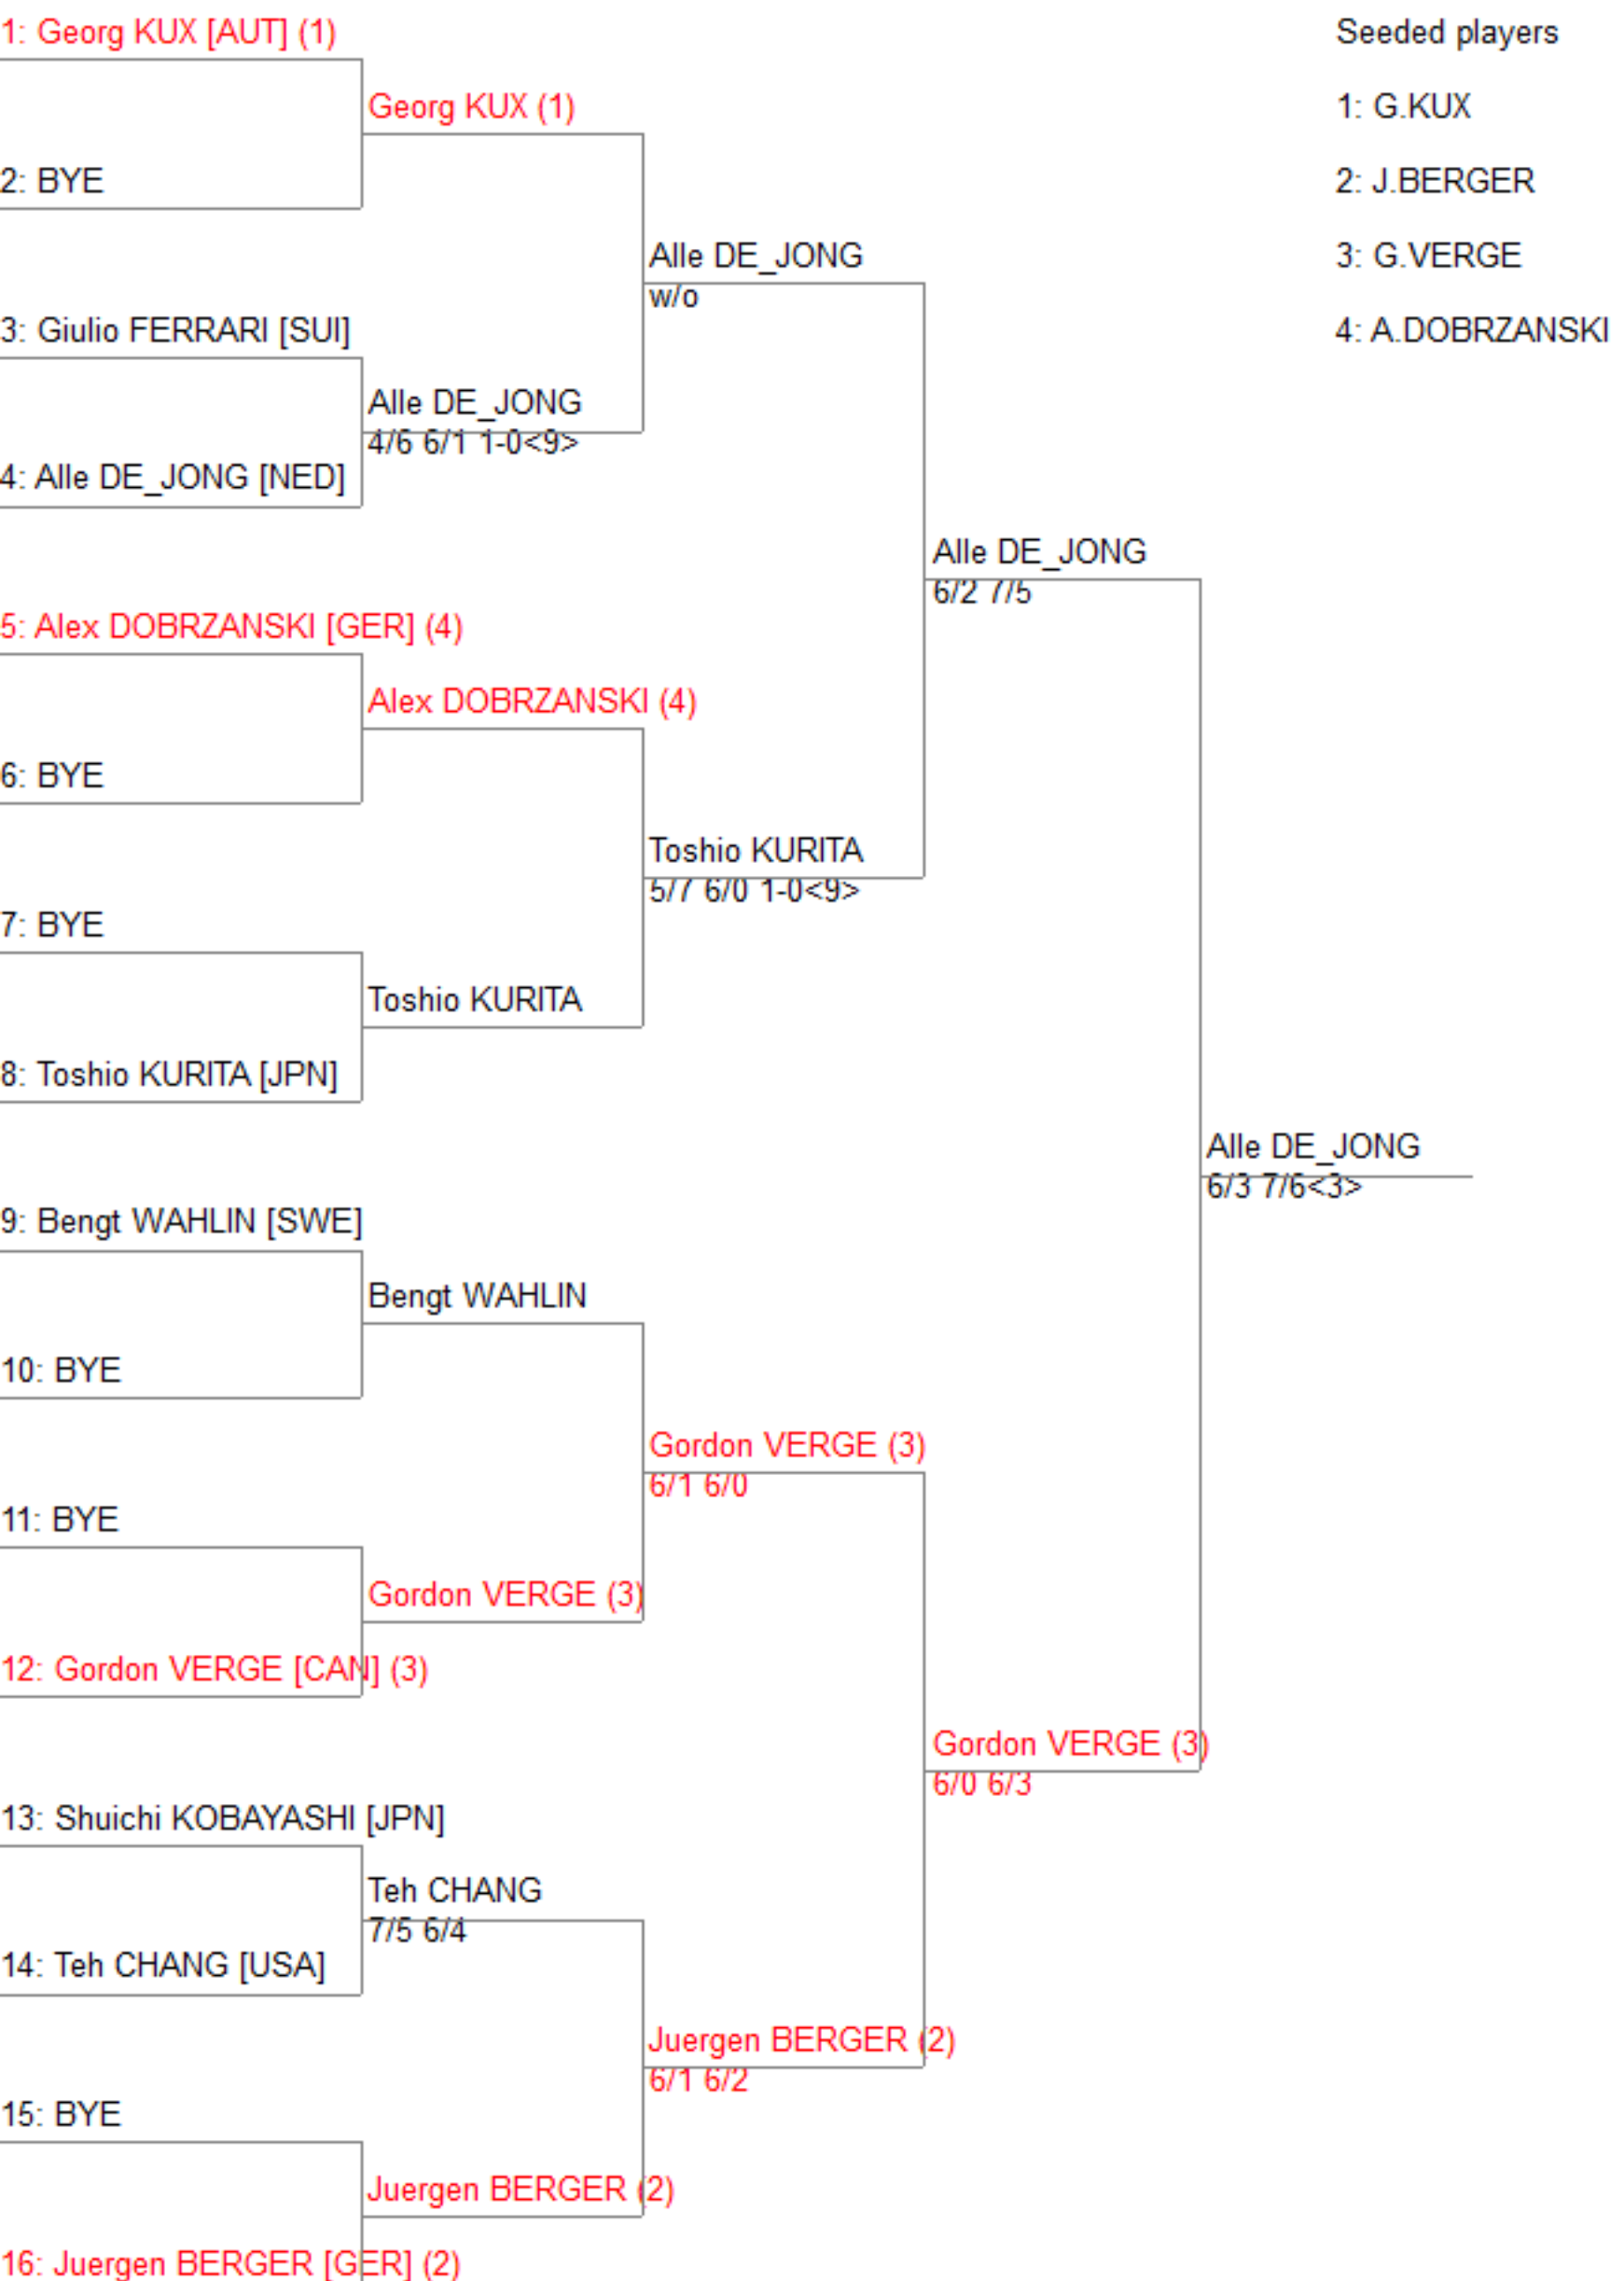 1: Georg KUX [AUT] (1)
Seeded players
Georg KUX (1)
1: G.KUX
2: BYE
2: J.BERGER
Alle DE_JONG
3: G.VERGE
w/o
3: Giulio FERRARI [SUI]
4: A.DOBRZANSKI
Alle DE_JONG
4/6 6/1 1-0<9>
4: Alle DE_JONG [NED]
Alle DE_JONG
6/2 7/5
5: Alex DOBRZANSKI [GER] (4)
Alex DOBRZANSKI (4)
6: BYE
Toshio KURITA
5/7 6/0 1-0<9>
7: BYE
Toshio KURITA
8: Toshio KURITA [JPN]
Alle DE_JONG
6/3 7/6<3>
9: Bengt WAHLIN [SWE]
Bengt WAHLIN
10: BYE
Gordon VERGE (3)
6/1 6/0
11: BYE
Gordon VERGE (3)
12: Gordon VERGE [CAN] (3)
Gordon VERGE (3)
6/0 6/3
13: Shuichi KOBAYASHI [JPN]
Teh CHANG
7/5 6/4
14: Teh CHANG [USA]
Juergen BERGER (2)
6/1 6/2
15: BYE
Juergen BERGER (2)
16: Juergen BERGER [GER] (2)